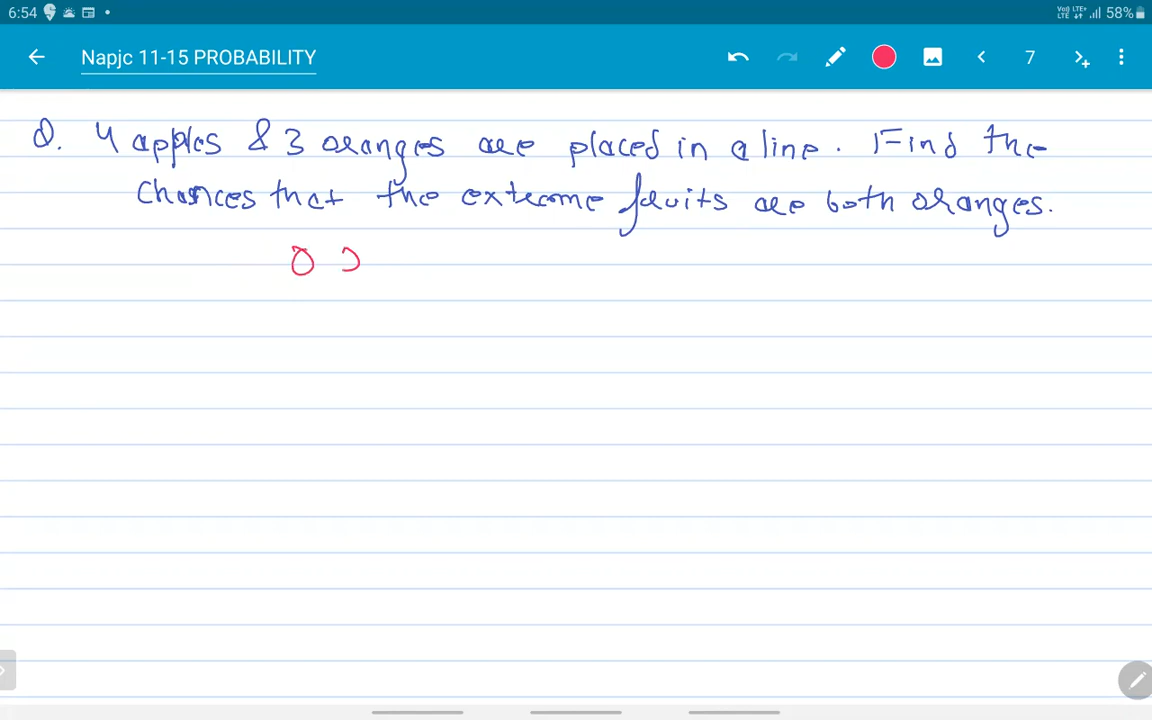 6:54 58%
Napjc 11-15 PROBABILITY 7
Q. 4 apples & 3 oranges are placed in a line. Find the
chances that the extreme fruits are both oranges.
O